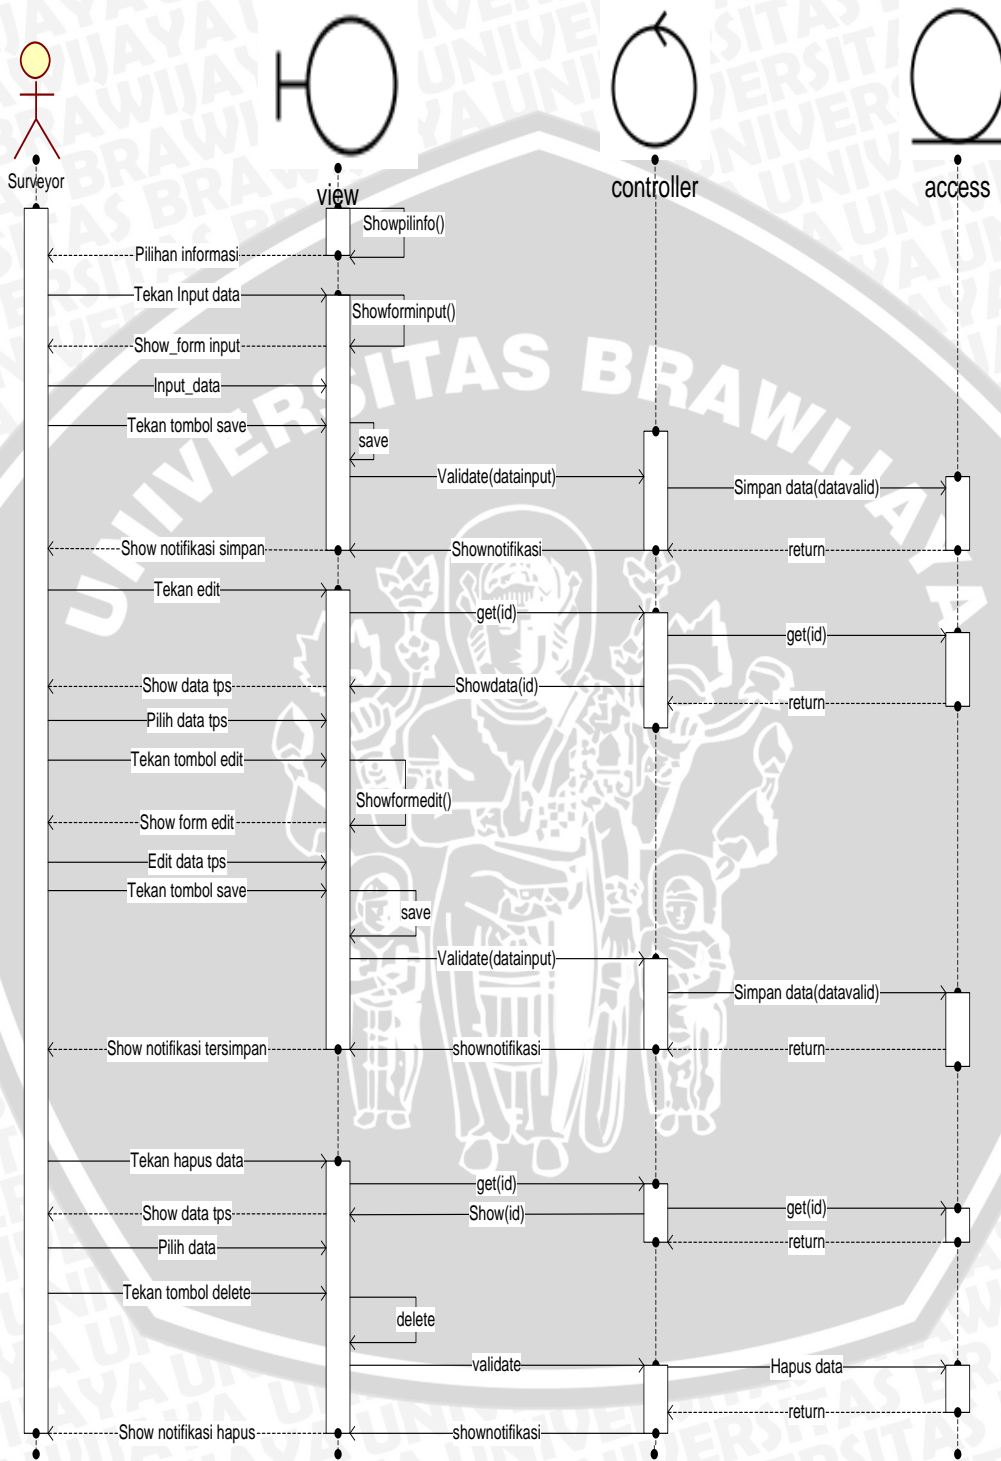 Surveyor
view
controller
access
Showpilinfo()
Pilihan informasi
Tekan Input data
Showforminput()
Show_form input
Input_data
Tekan tombol save
save
Validate(datainput)
Simpan data(datavalid)
Show notifikasi simpan
Shownotifikasi
return
Tekan edit
get(id)
get(id)
Show data tps
Showdata(id)
return
Pilih data tps
Tekan tombol edit
Showformedit()
Show form edit
Edit data tps
Tekan tombol save
save
Validate(datainput)
Simpan data(datavalid)
Show notifikasi tersimpan
shownotifikasi
return
Tekan hapus data
get(id)
get(id)
Show data tps
Show(id)
return
Pilih data
Tekan tombol delete
delete
validate
Hapus data
return
Show notifikasi hapus
shownotifikasi
UNIVERSITAS BRAWIJAYA